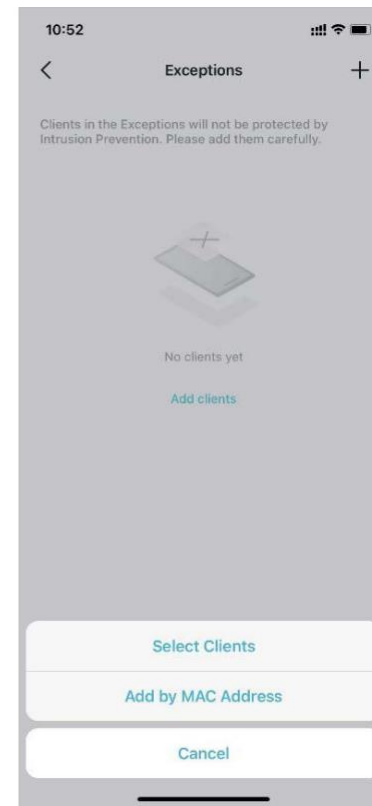 10:52
Exceptions
Clients in the Exceptions will not be protected by
Intrusion Prevention. Please add them carefully.
No clients yet
Add clients
Select Clients
Add by MAC Address
Cancel